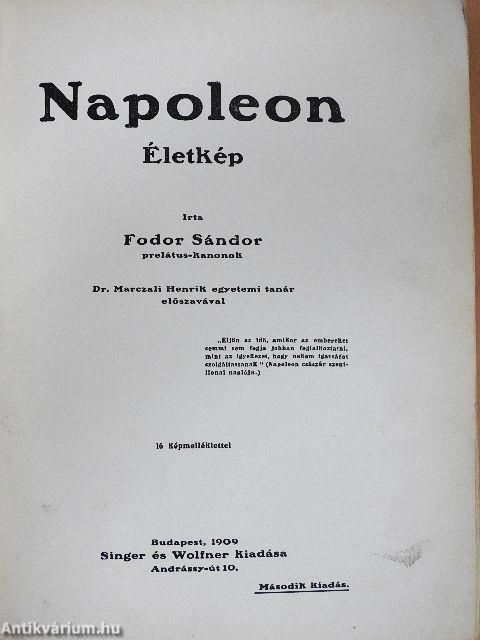 Napoleon
Életkép
Irta
Fodor Sándor
prelátus-kanonok
Dr. Marczali Henrik egyetemi tanár
előszavával
„Eljön az idő, amikor az embereket
semmi sem fogja jobban foglalkoztatni,
mint az igyekezet, hogy nekem igazságot
szolgáltassanak." (Napoleon császár szent-
ilonai naplója.)
16 Képmelléklettel
Budapest, 1909
Singer és Wolfner Kiadása
Andrássy-út 10.
Második Kiadás.
Antikvárium.hu